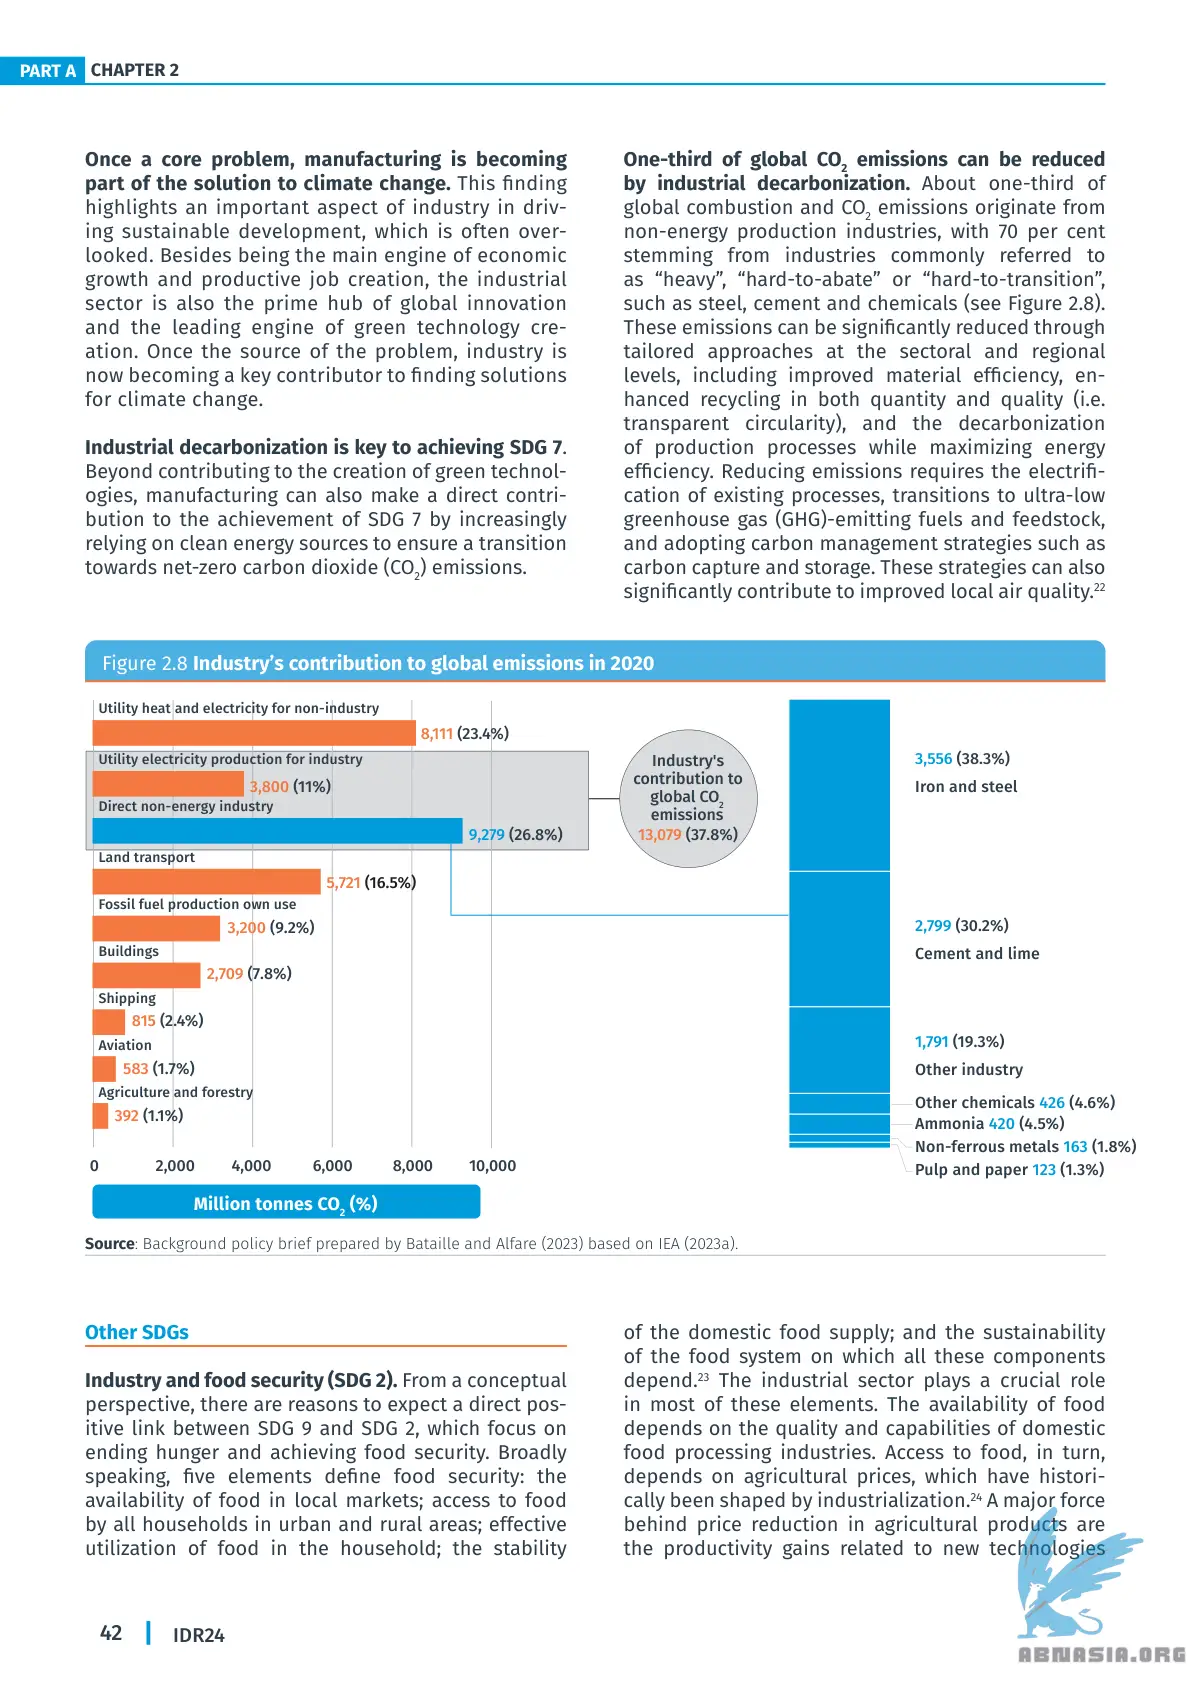 PART A CHAPTER 2
Once a core problem, manufacturing is becoming
part of the solution to climate change. This finding
highlights an important aspect of industry in driv-
ing sustainable development, which is often over-
looked. Besides being the main engine of economic
growth and productive job creation, the industrial
sector is also the prime hub of global innovation
and the leading engine of green technology cre-
ation. Once the source of the problem, industry is
now becoming a key contributor to finding solutions
for climate change.
Industrial decarbonization is key to achieving SDG 7.
Beyond contributing to the creation of green technol-
ogies, manufacturing can also make a direct contri-
bution to the achievement of SDG 7 by increasingly
relying on clean energy sources to ensure a transition
towards net-zero carbon dioxide (CO2) emissions.
One-third of global CO2 emissions can be reduced
by industrial decarbonization. About one-third of
global combustion and CO2 emissions originate from
non-energy production industries, with 70 per cent
stemming from industries commonly referred to
as “heavy”, “hard-to-abate” or “hard-to-transition”,
such as steel, cement and chemicals (see Figure 2.8).
These emissions can be significantly reduced through
tailored approaches at the sectoral and regional
levels, including improved material efficiency, en-
hanced recycling in both quantity and quality (i.e.
transparent circularity), and the decarbonization
of production processes while maximizing energy
efficiency. Reducing emissions requires the electrifi-
cation of existing processes, transitions to ultra-low
greenhouse gas (GHG)-emitting fuels and feedstock,
and adopting carbon management strategies such as
carbon capture and storage. These strategies can also
significantly contribute to improved local air quality.22
Figure 2.8 Industry’s contribution to global emissions in 2020
Utility heat and electricity for non-industry
8,111 (23.4%)
Utility electricity production for industry
3,800 (11%)
Direct non-energy industry
9,279 (26.8%)
Land transport
5,721 (16.5%)
Fossil fuel production own use
3,200 (9.2%)
Buildings
2,709 (7.8%)
Shipping
815 (2.4%)
Aviation
583 (1.7%)
Agriculture and forestry
392 (1.1%)
0 2,000 4,000 6,000 8,000 10,000
Million tonnes CO2 (%)
Industry's
contribution to
global CO2
emissions
13,079 (37.8%)
3,556 (38.3%)
Iron and steel
2,799 (30.2%)
Cement and lime
1,791 (19.3%)
Other industry
Other chemicals 426 (4.6%)
Ammonia 420 (4.5%)
Non-ferrous metals 163 (1.8%)
Pulp and paper 123 (1.3%)
Source: Background policy brief prepared by Bataille and Alfare (2023) based on IEA (2023a).
Other SDGs
Industry and food security (SDG 2). From a conceptual
perspective, there are reasons to expect a direct pos-
itive link between SDG 9 and SDG 2, which focus on
ending hunger and achieving food security. Broadly
speaking, five elements define food security: the
availability of food in local markets; access to food
by all households in urban and rural areas; effective
utilization of food in the household; the stability
of the domestic food supply; and the sustainability
of the food system on which all these components
depend.23 The industrial sector plays a crucial role
in most of these elements. The availability of food
depends on the quality and capabilities of domestic
food processing industries. Access to food, in turn,
depends on agricultural prices, which have histori-
cally been shaped by industrialization.24 A major force
behind price reduction in agricultural products are
the productivity gains related to new technologies
42 IDR24
ABNASIA.ORG